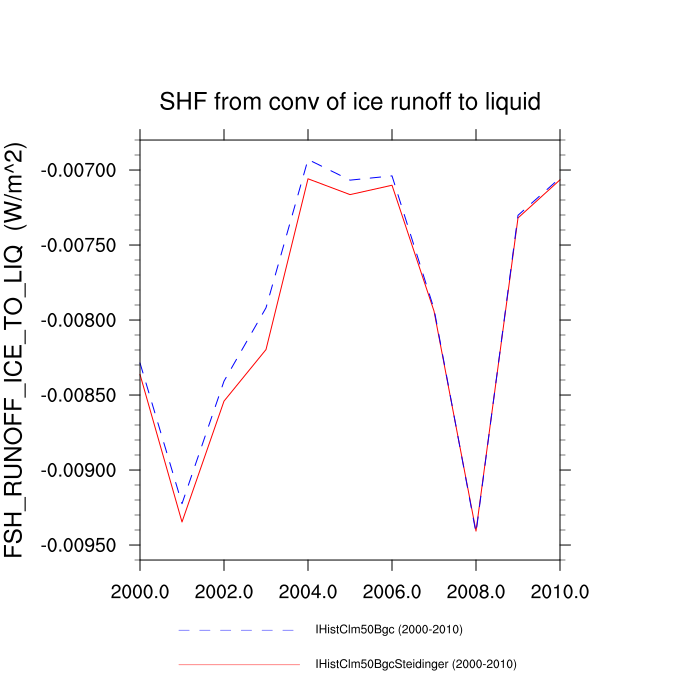 SHF from conv of ice runoff to liquid
FSH_RUNOFF_ICE_TO_LIQ (W/m^2)
-0.00700
-0.00750
-0.00800
-0.00850
-0.00900
-0.00950
2000.0 2002.0 2004.0 2006.0 2008.0 2010.0
IHistClm50Bgc (2000-2010)
IHistClm50BgcSteidinger (2000-2010)